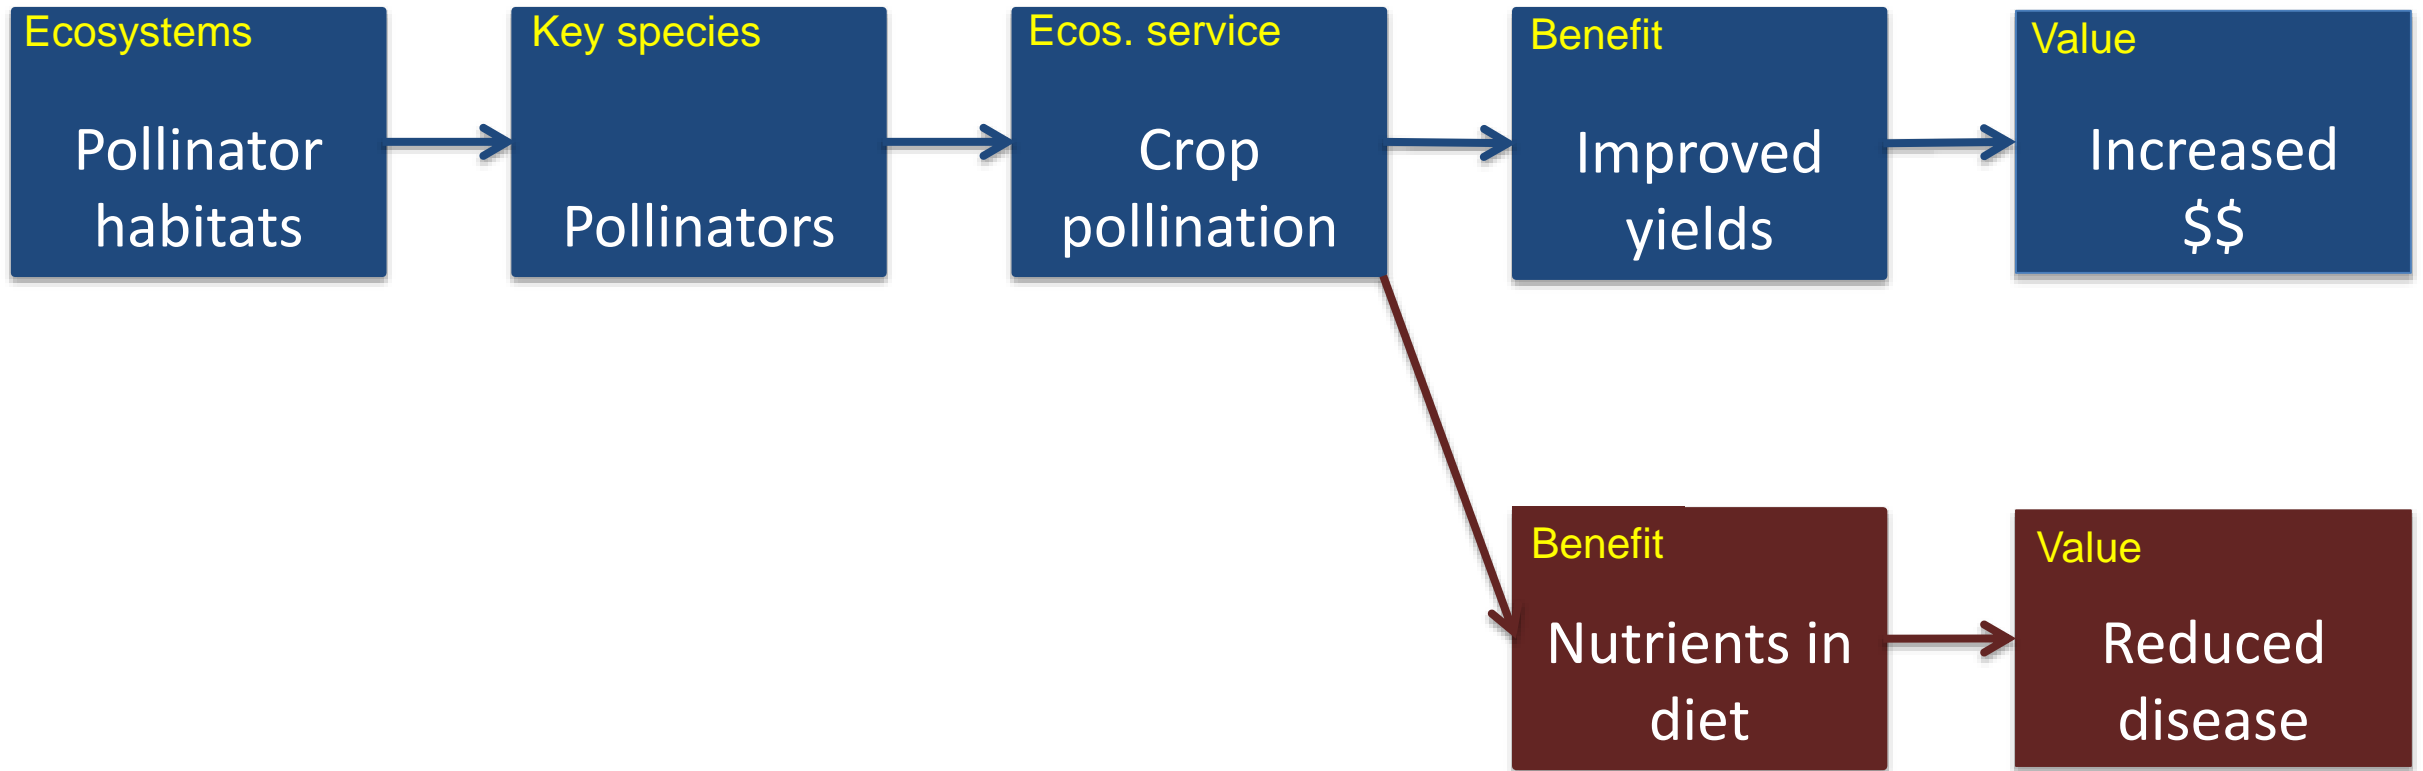 Ecosystems
Pollinator
habitats
Key species
Pollinators
Ecos. service
Crop
pollination
Benefit
Improved
yields
Value
Increased
$$
Benefit
Nutrients in
diet
Value
Reduced
disease